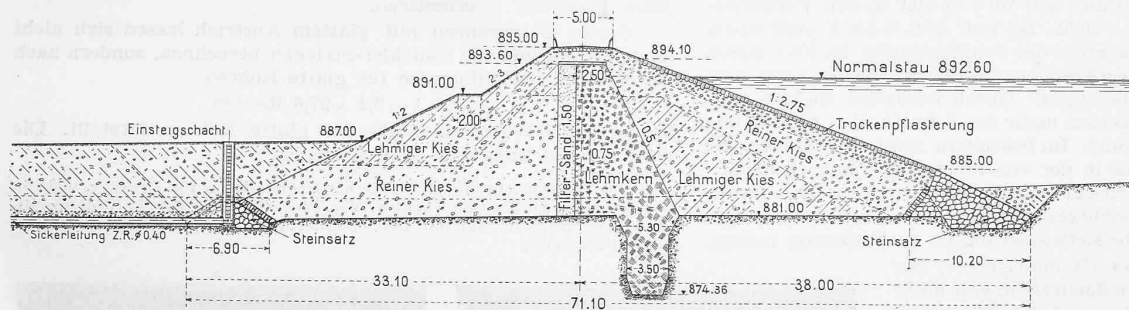 5.00
895.00
894.10
893.60
2.50
Normalstau 892.60
891.00
2:3
1:2
2.00
1:2.75
Einsteigschacht
887.00
Lehmiger Kies
Reiner Kies
Filter-Sand 1.50
0.75
Lehmkern
1:0.5
Lehmiger Kies
Reiner Kies
Trockenpflasterung
885.00
881.00
Sickerleitung Z.R. ∅ 0.40
Steinsatz
6.90
5.30
3.50
874.36
Steinsatz
10.20
33.10
38.00
71.10